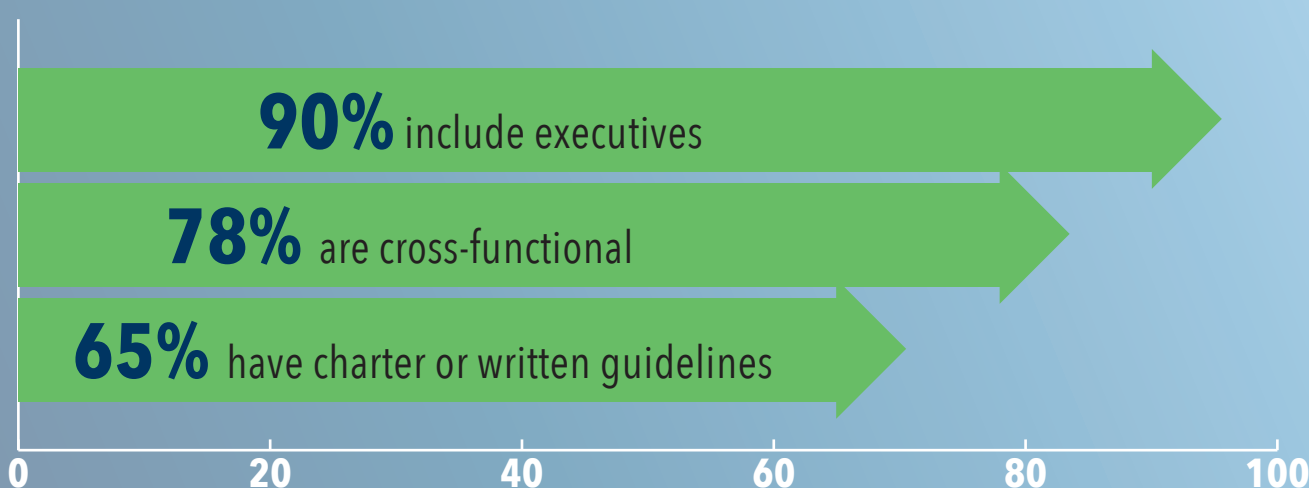 90% include executives
78% are cross-functional
65% have charter or written guidelines
0 20 40 60 80 100